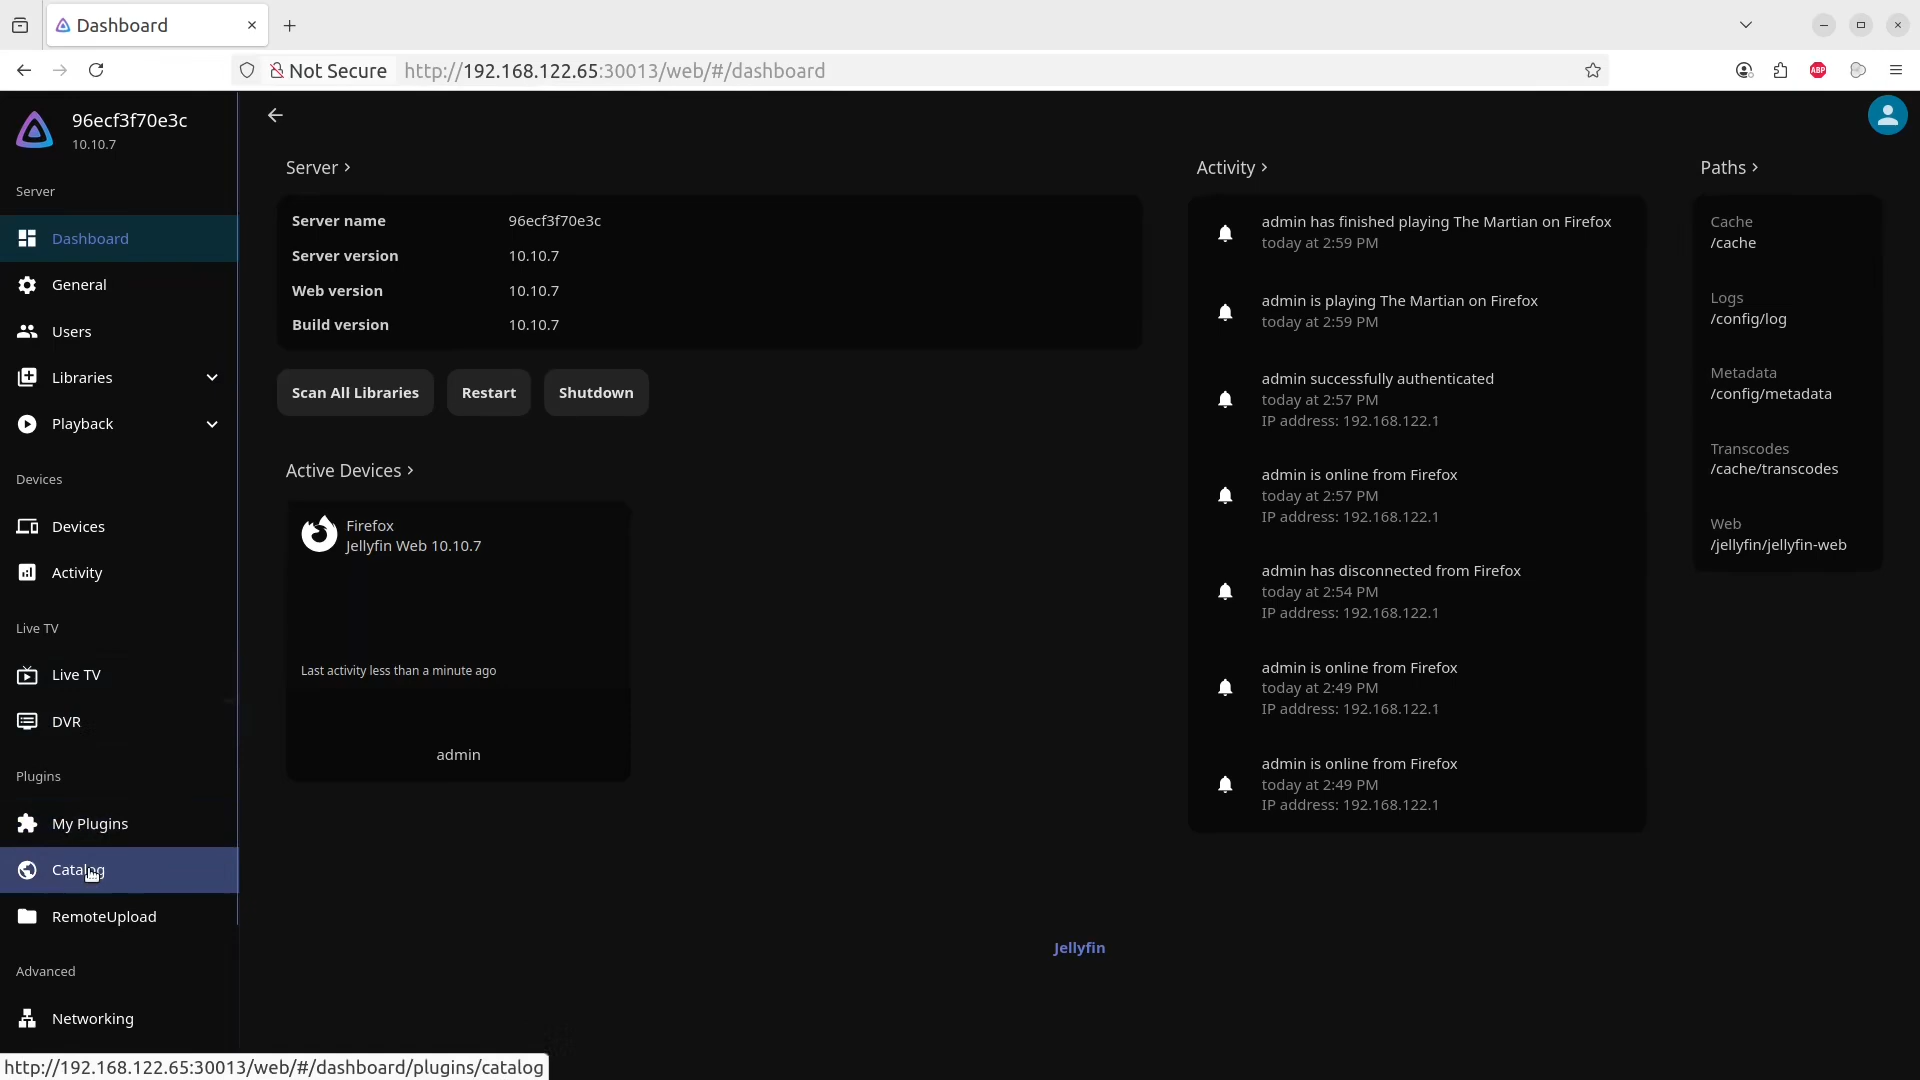 Dashboard
Not Secure
http://192.168.122.65:30013/web/#/dashboard
ABP
96ecf3f70e3c
10.10.7
Server
Dashboard
General
Users
Libraries
Playback
Devices
Devices
Activity
Live TV
Live TV
DVR
Plugins
My Plugins
Catalog
RemoteUpload
Advanced
Networking
Server
Server name 96ecf3f70e3c
Server version 10.10.7
Web version 10.10.7
Build version 10.10.7
Scan All Libraries Restart Shutdown
Active Devices
Firefox
Jellyfin Web 10.10.7
Last activity less than a minute ago
admin
Activity
admin has finished playing The Martian on Firefox
today at 2:59 PM
admin is playing The Martian on Firefox
today at 2:59 PM
admin successfully authenticated
today at 2:57 PM
IP address: 192.168.122.1
admin is online from Firefox
today at 2:57 PM
IP address: 192.168.122.1
admin has disconnected from Firefox
today at 2:54 PM
IP address: 192.168.122.1
admin is online from Firefox
today at 2:49 PM
IP address: 192.168.122.1
admin is online from Firefox
today at 2:49 PM
IP address: 192.168.122.1
Paths
Cache
/cache
Logs
/config/log
Metadata
/config/metadata
Transcodes
/cache/transcodes
Web
/jellyfin/jellyfin-web
Jellyfin
http://192.168.122.65:30013/web/#/dashboard/plugins/catalog